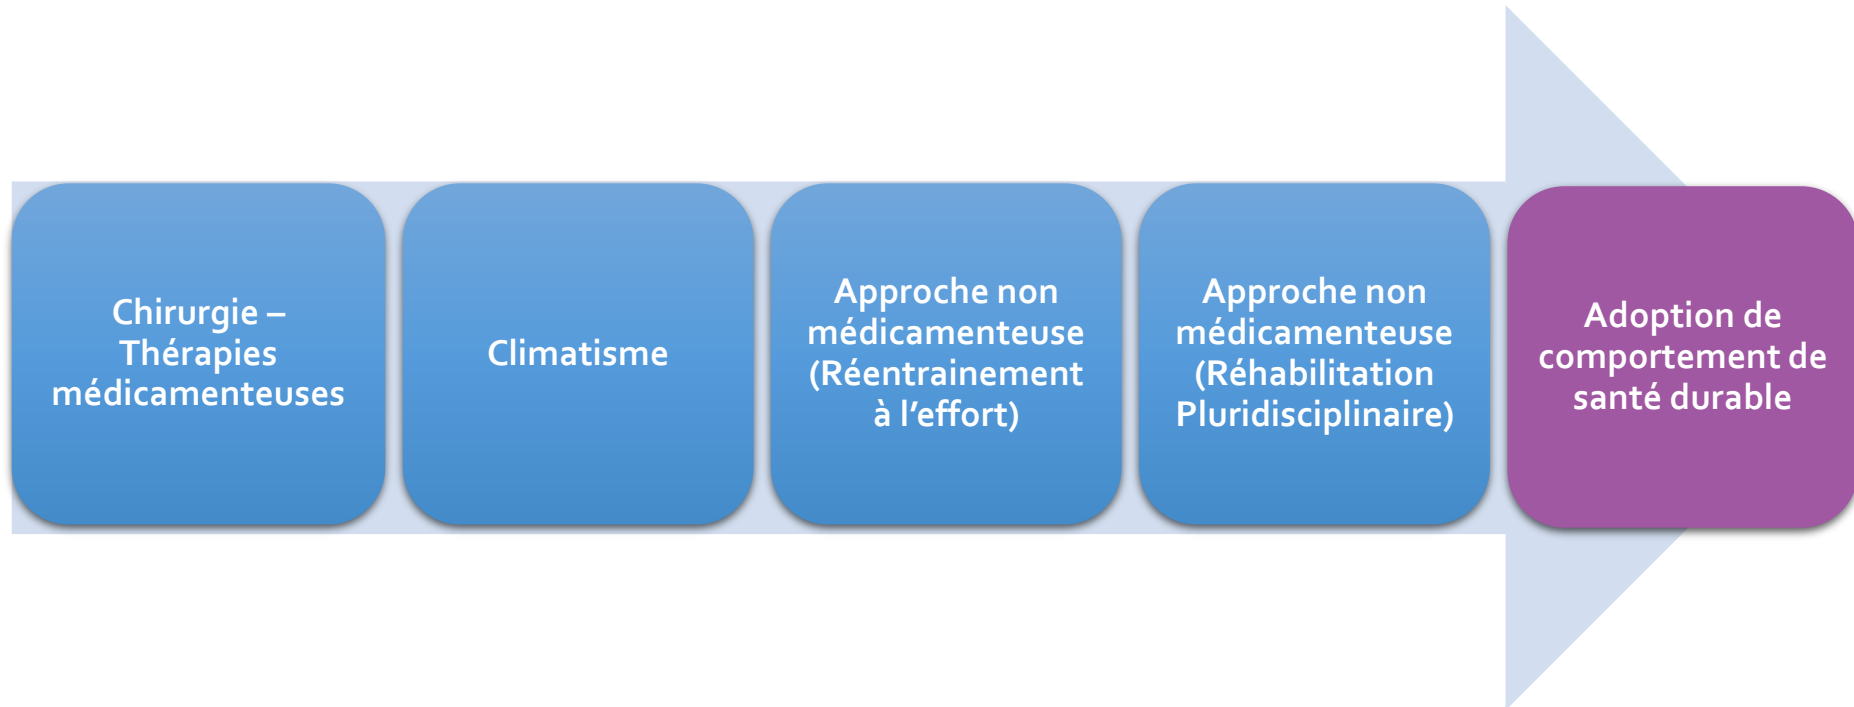 Chirurgie –
Thérapies
médicamenteuses
Climatisme
Approche non
médicamenteuse
(Réentrainement
à l’effort)
Approche non
médicamenteuse
(Réhabilitation
Pluridisciplinaire)
Adoption de
comportement de
santé durable